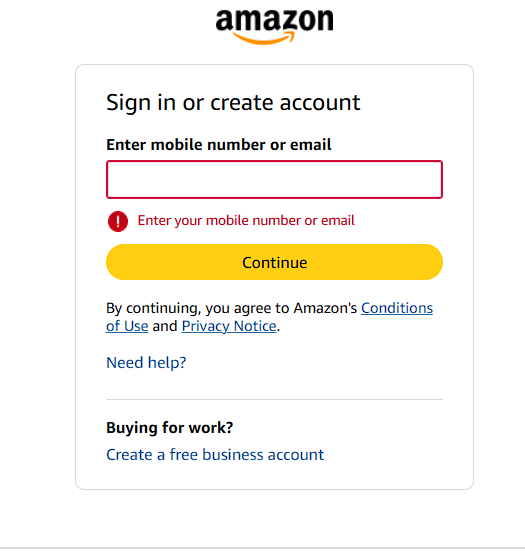 amazon
Sign in or create account
Enter mobile number or email
! Enter your mobile number or email
Continue
By continuing, you agree to Amazon's Conditions
of Use and Privacy Notice.
Need help?
Buying for work?
Create a free business account